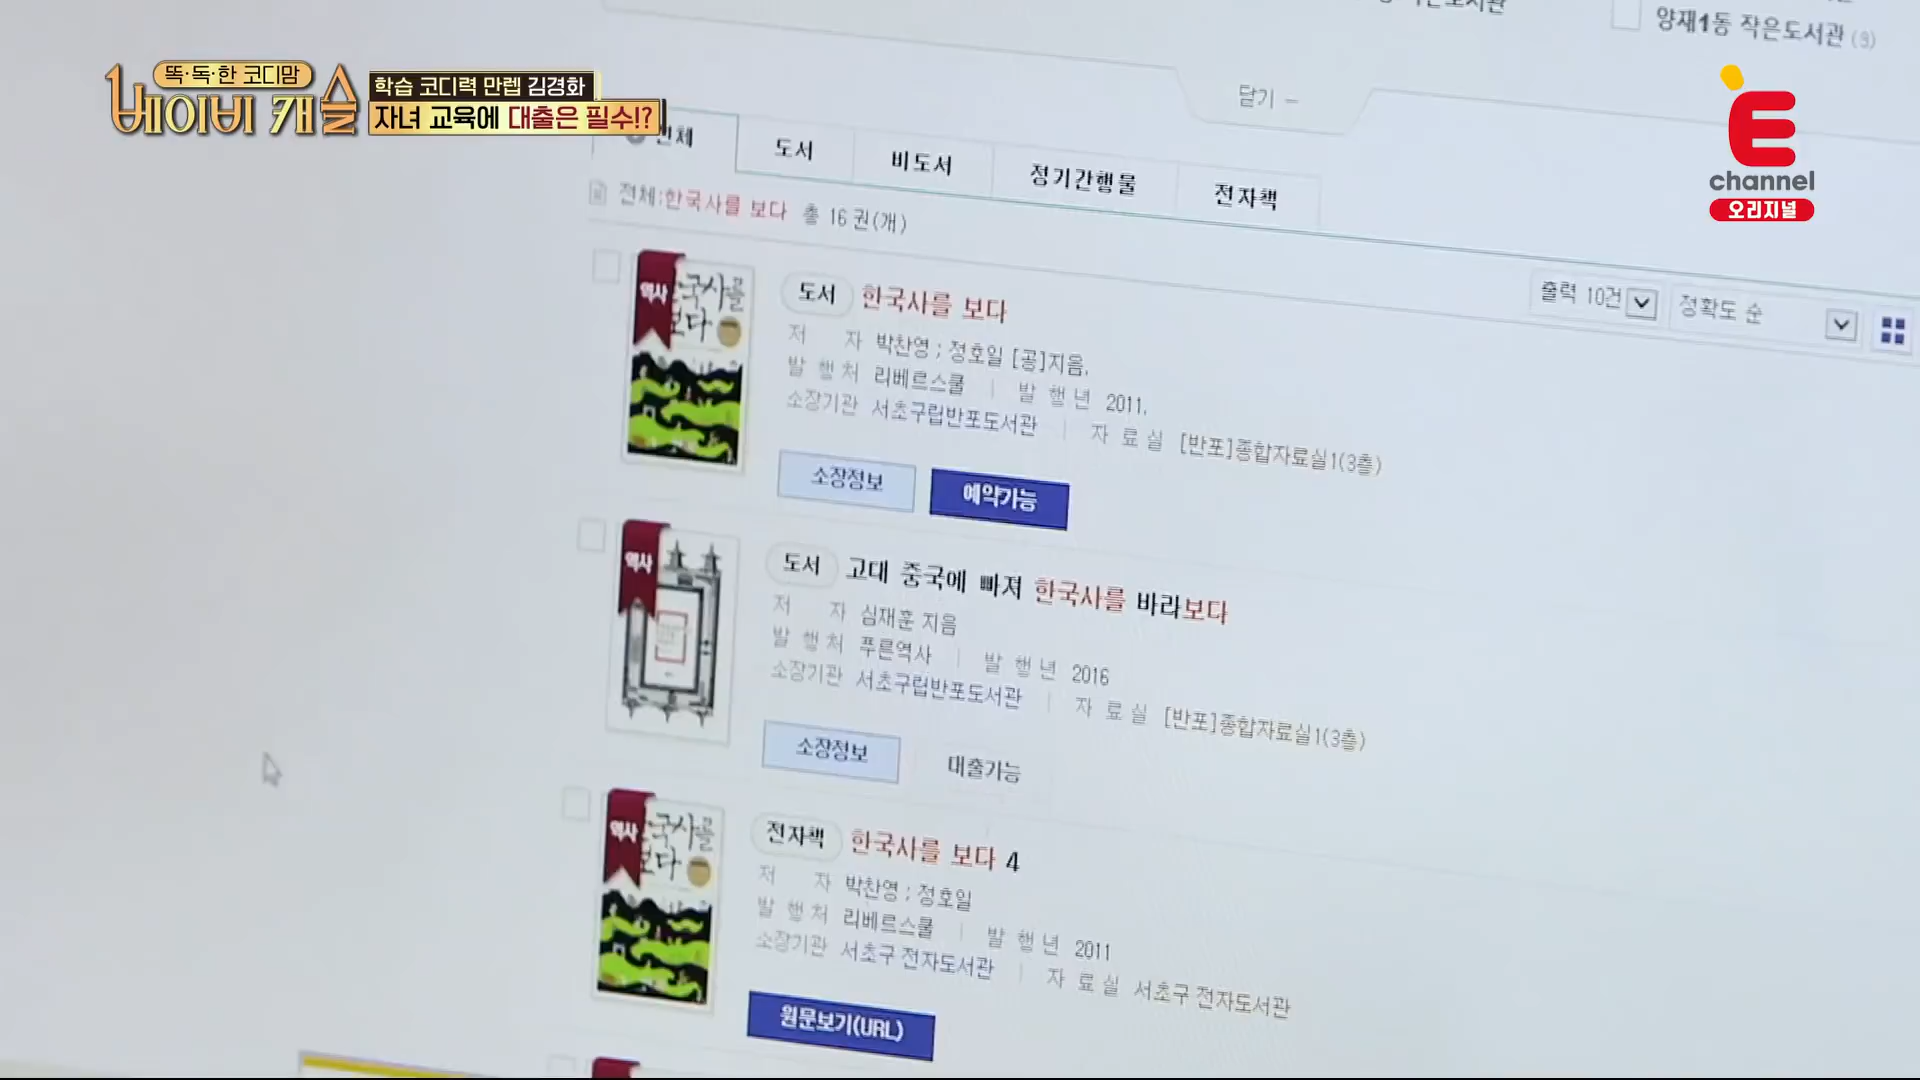 똑·독·한 코디맘
베이비 캐슬
학습 코디력 만렙 김경화
자녀 교육에 대출은 필수!?
E
channel
오리지널
양재1동 작은도서관 (9)
닫기 -
전체
도서
비도서
정기간행물
전자책
전체:한국사를 보다 총 16 권(개)
출력 10건
정확도 순
역사
도서 한국사를 보다
저 자 박찬영 ; 정호일 [공]지음,
발 행 처 리베르스쿨 | 발 행 년 2011,
소장기관 서초구립반포도서관 | 자 료 실 [반포]종합자료실1(3층)
소장정보
예약가능
역사
도서 고대 중국에 빠져 한국사를 바라보다
저 자 심재훈 지음
발 행 처 푸른역사 | 발 행 년 2016
소장기관 서초구립반포도서관 | 자 료 실 [반포]종합자료실1(3층)
소장정보
대출가능
역사
전자책 한국사를 보다 4
저 자 박찬영 ; 정호일
발 행 처 리베르스쿨 | 발 행 년 2011
소장기관 서초구 전자도서관 | 자 료 실 서초구 전자도서관
원문보기(URL)